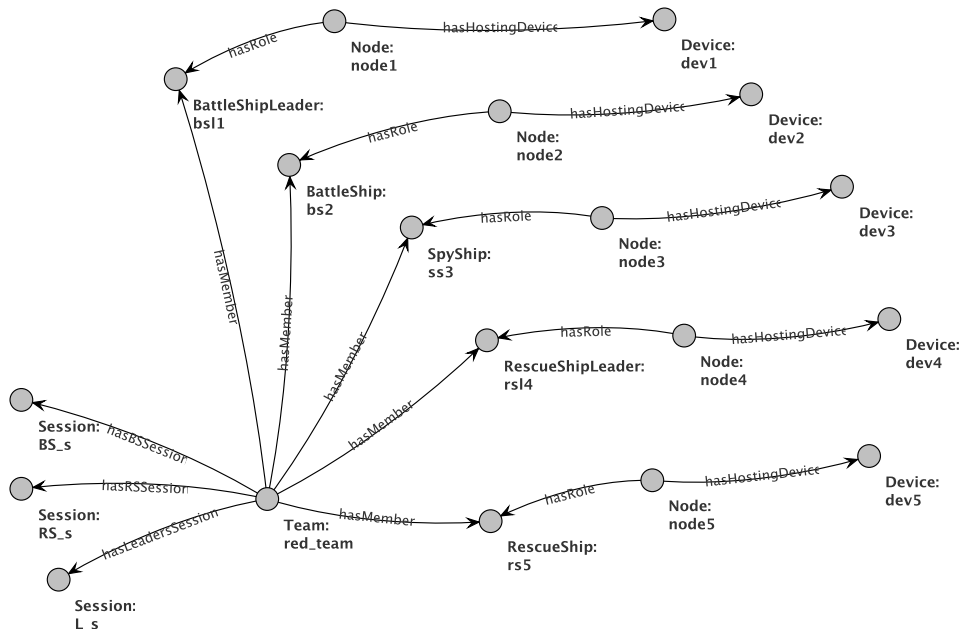 hasRole
Node:
node1
hasHostingDevice
Device:
dev1
BattleShipLeader:
bsl1
hasRole
Node:
node2
hasHostingDevice
Device:
dev2
BattleShip:
bs2
hasRole
Node:
node3
hasHostingDevice
Device:
dev3
SpyShip:
ss3
hasMember
hasMember
hasMember
hasRole
Node:
node4
hasHostingDevice
Device:
dev4
RescueShipLeader:
rsl4
hasMember
Session:
BS_s
hasBSSession
hasRSSession
Session:
RS_s
hasLeadersSession
Team:
red_team
hasMember
RescueShip:
rs5
hasRole
Node:
node5
hasHostingDevice
Device:
dev5
Session:
L_s